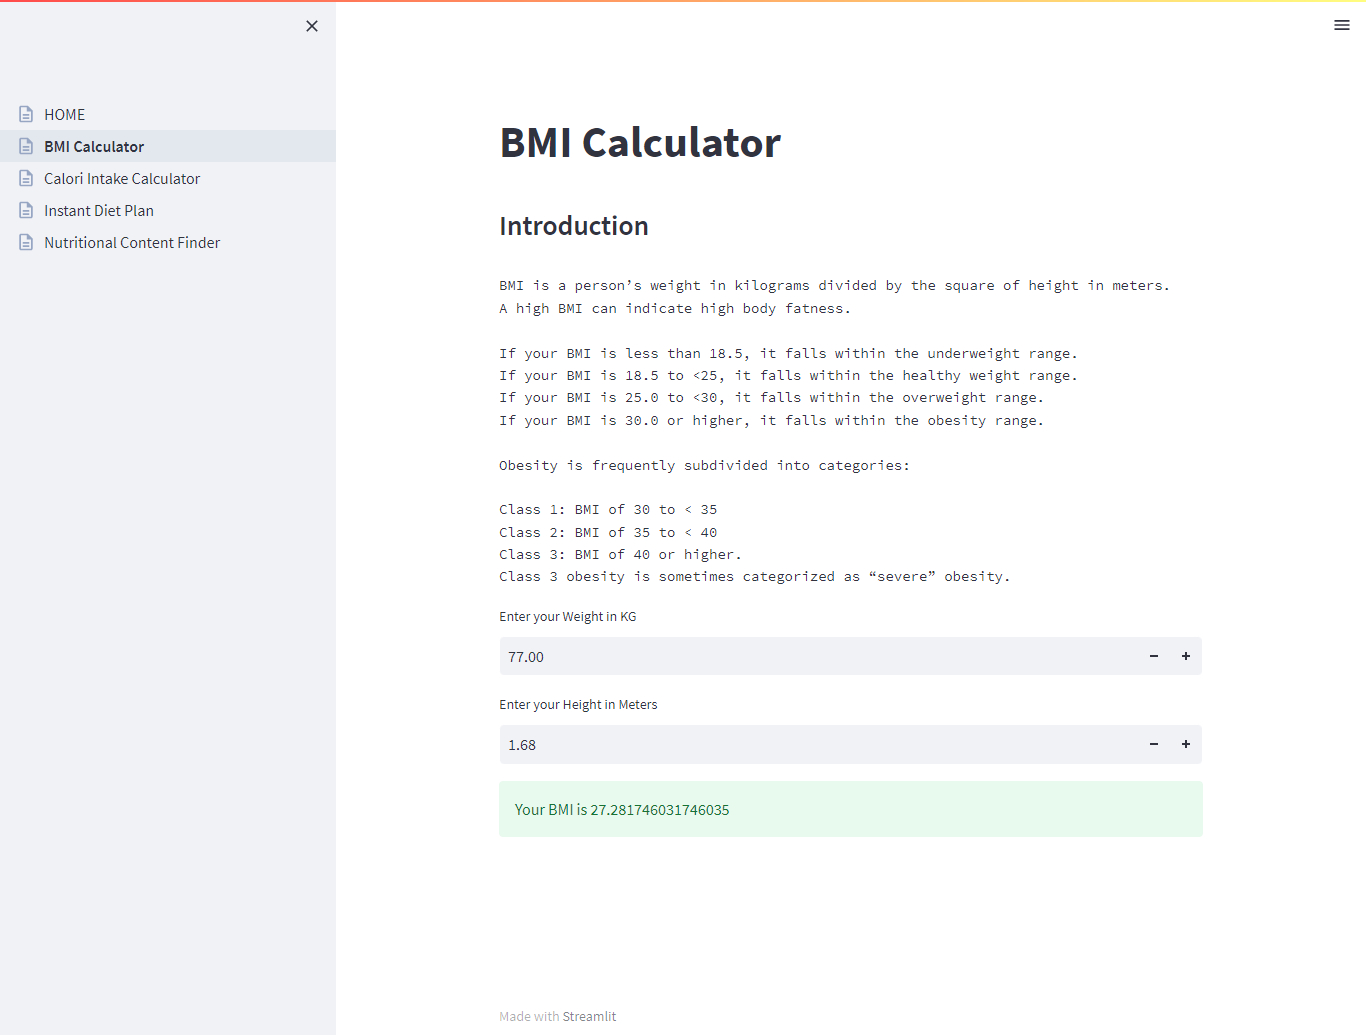 HOME
BMI Calculator
Calori Intake Calculator
Instant Diet Plan
Nutritional Content Finder
BMI Calculator
Introduction
BMI is a person’s weight in kilograms divided by the square of height in meters.
A high BMI can indicate high body fatness.
If your BMI is less than 18.5, it falls within the underweight range.
If your BMI is 18.5 to <25, it falls within the healthy weight range.
If your BMI is 25.0 to <30, it falls within the overweight range.
If your BMI is 30.0 or higher, it falls within the obesity range.
Obesity is frequently subdivided into categories:
Class 1: BMI of 30 to < 35
Class 2: BMI of 35 to < 40
Class 3: BMI of 40 or higher.
Class 3 obesity is sometimes categorized as “severe” obesity.
Enter your Weight in KG
77.00
Enter your Height in Meters
1.68
Your BMI is 27.281746031746035
Made with Streamlit